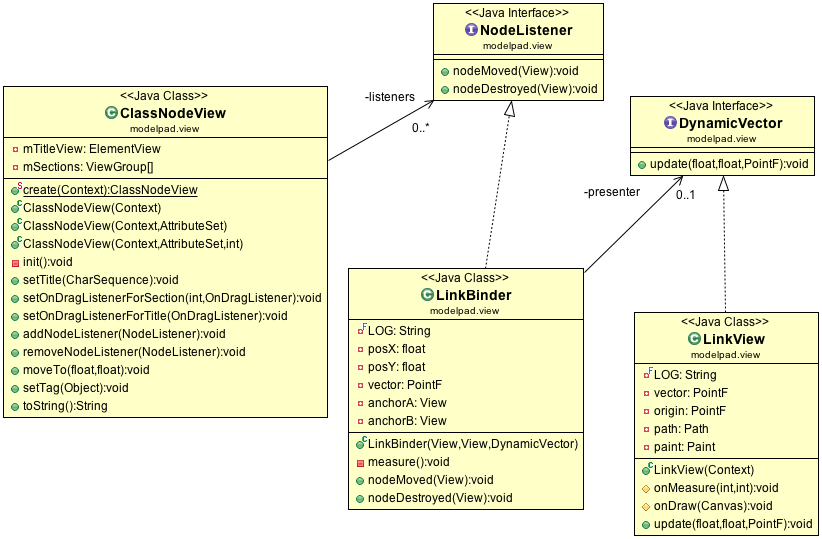 <<Java Interface>>
NodeListener
modelpad.view
nodeMoved(View):void
nodeDestroyed(View):void
<<Java Class>>
ClassNodeView
modelpad.view
mTitleView: ElementView
mSections: ViewGroup[]
create(Context):ClassNodeView
ClassNodeView(Context)
ClassNodeView(Context,AttributeSet)
ClassNodeView(Context,AttributeSet,int)
init():void
setTitle(CharSequence):void
setOnDragListenerForSection(int,OnDragListener):void
setOnDragListenerForTitle(OnDragListener):void
addNodeListener(NodeListener):void
removeNodeListener(NodeListener):void
moveTo(float,float):void
setTag(Object):void
toString():String
-listeners
0..*
<<Java Interface>>
DynamicVector
modelpad.view
update(float,float,PointF):void
-presenter
0..1
<<Java Class>>
LinkBinder
modelpad.view
LOG: String
posX: float
posY: float
vector: PointF
anchorA: View
anchorB: View
LinkBinder(View,View,DynamicVector)
measure():void
nodeMoved(View):void
nodeDestroyed(View):void
<<Java Class>>
LinkView
modelpad.view
LOG: String
vector: PointF
origin: PointF
path: Path
paint: Paint
LinkView(Context)
onMeasure(int,int):void
onDraw(Canvas):void
update(float,float,PointF):void